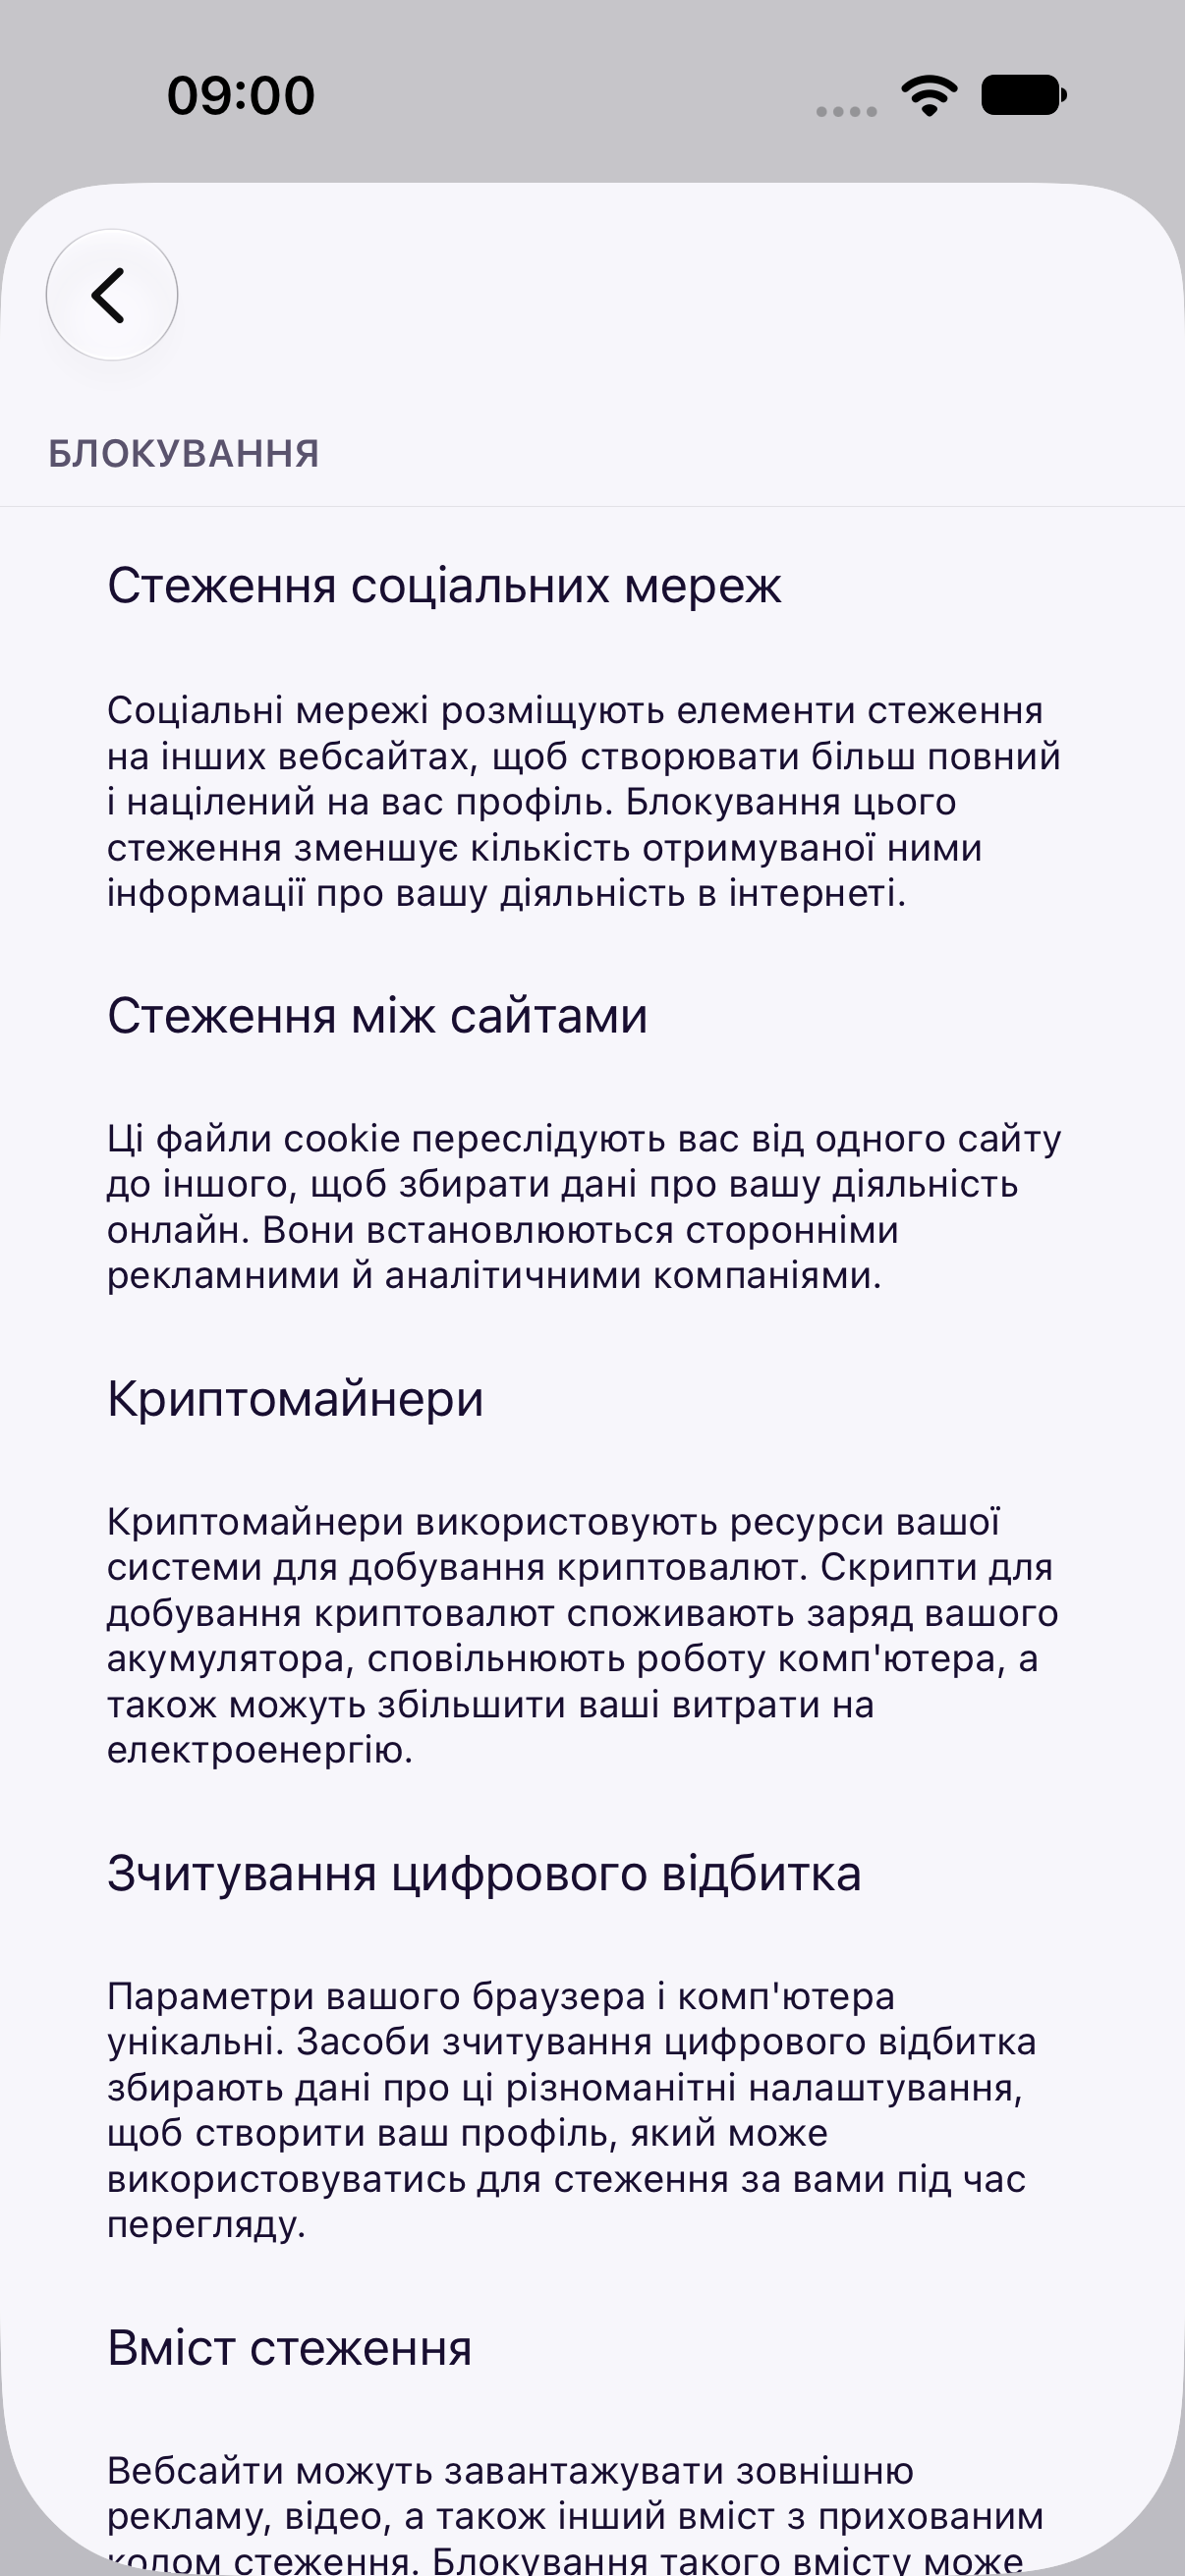 09:00
БЛОКУВАННЯ
Стеження соціальних мереж
Соціальні мережі розміщують елементи стеження
на інших вебсайтах, щоб створювати більш повний
і націлений на вас профіль. Блокування цього
стеження зменшує кількість отримуваної ними
інформації про вашу діяльність в інтернеті.
Стеження між сайтами
Ці файли cookie переслідують вас від одного сайту
до іншого, щоб збирати дані про вашу діяльність
онлайн. Вони встановлюються сторонніми
рекламними й аналітичними компаніями.
Криптомайнери
Криптомайнери використовують ресурси вашої
системи для добування криптовалют. Скрипти для
добування криптовалют споживають заряд вашого
акумулятора, сповільнюють роботу комп'ютера, а
також можуть збільшити ваші витрати на
електроенергію.
Зчитування цифрового відбитка
Параметри вашого браузера і комп'ютера
унікальні. Засоби зчитування цифрового відбитка
збирають дані про ці різноманітні налаштування,
щоб створити ваш профіль, який може
використовуватись для стеження за вами під час
перегляду.
Вміст стеження
Вебсайти можуть завантажувати зовнішню
рекламу, відео, а також інший вміст з прихованим
кодом стеження. Блокування такого вмісту може